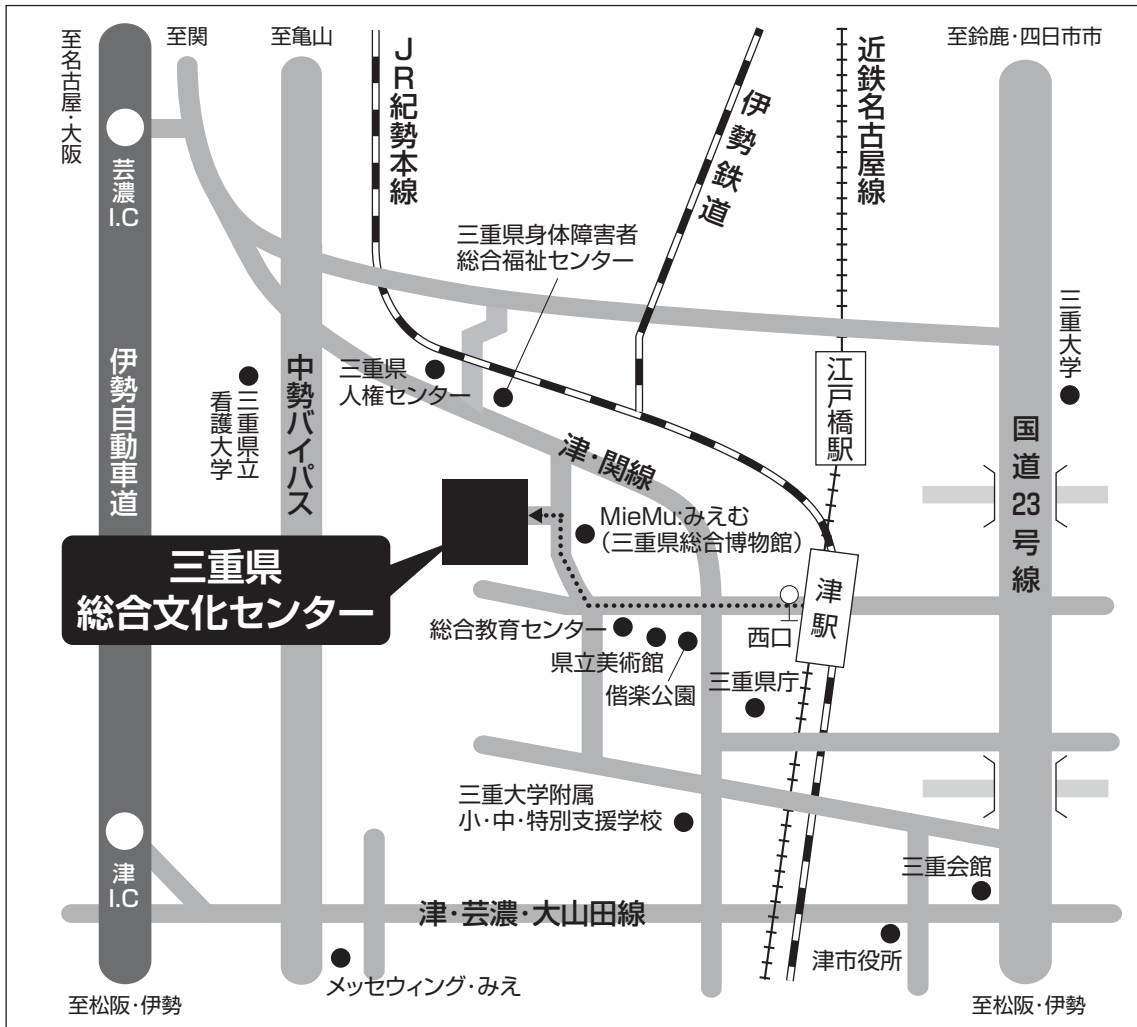 至名古屋・大阪
至関
至亀山
JR紀勢本線
伊勢鉄道
近鉄名古屋線
至鈴鹿・四日市市
芸濃
I.C
三重県身体障害者
総合福祉センター
三重大学
伊勢自動車道
三重県立
看護大学
中勢バイパス
三重県
人権センター
江戸橋駅
国道23号線
津・関線
MieMu:みえむ
(三重県総合博物館)
三重県
総合文化センター
津駅
西口
総合教育センター
県立美術館
偕楽公園
三重県庁
三重大学附属
小・中・特別支援学校
三重会館
津
I.C
津・芸濃・大山田線
津市役所
メッセウィング・みえ
至松阪・伊勢
至松阪・伊勢